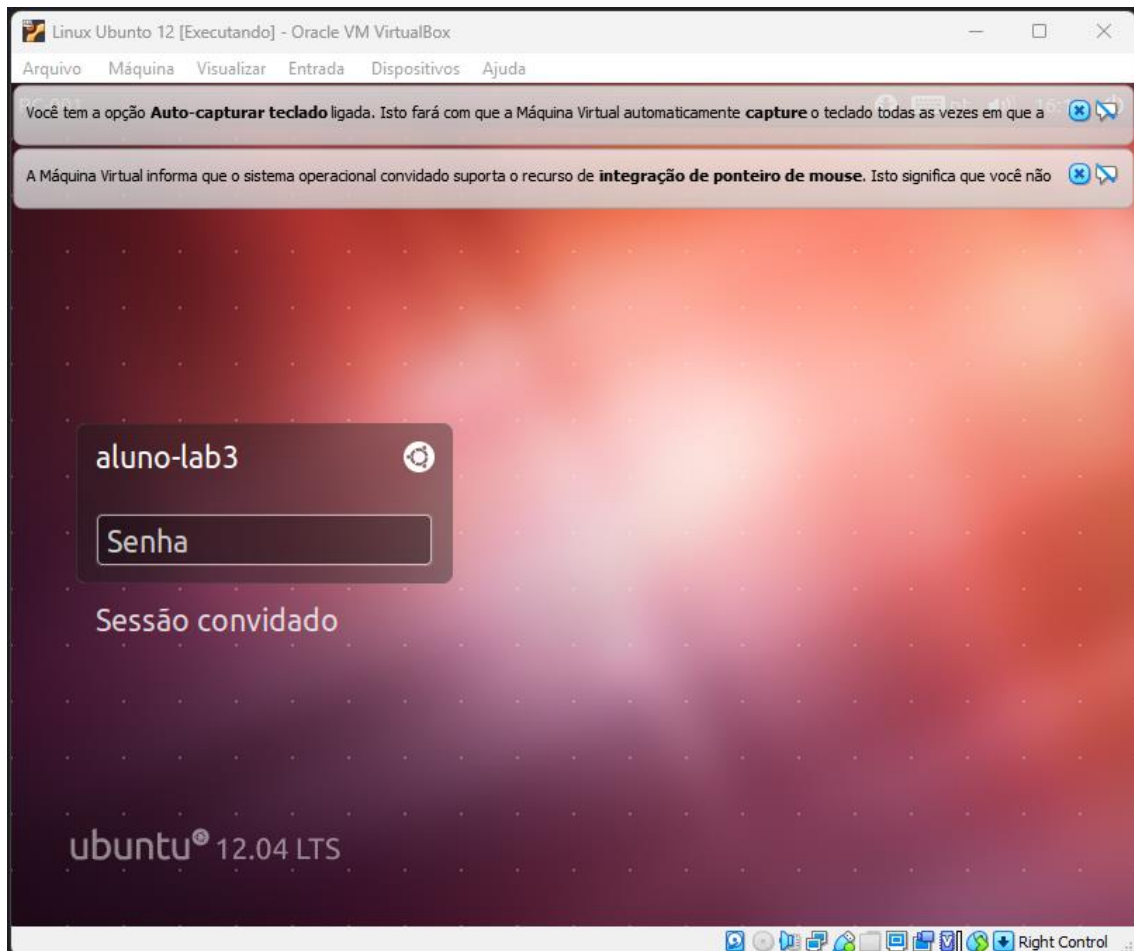 Linux Ubunto 12 [Executando] - Oracle VM VirtualBox
Arquivo Máquina Visualizar Entrada Dispositivos Ajuda
Você tem a opção Auto-capturar teclado ligada. Isto fará com que a Máquina Virtual automaticamente capture o teclado todas as vezes em que a
A Máquina Virtual informa que o sistema operacional convidado suporta o recurso de integração de ponteiro de mouse. Isto significa que você não
aluno-lab3
Senha
Sessão convidado
ubuntu 12.04 LTS
Right Control